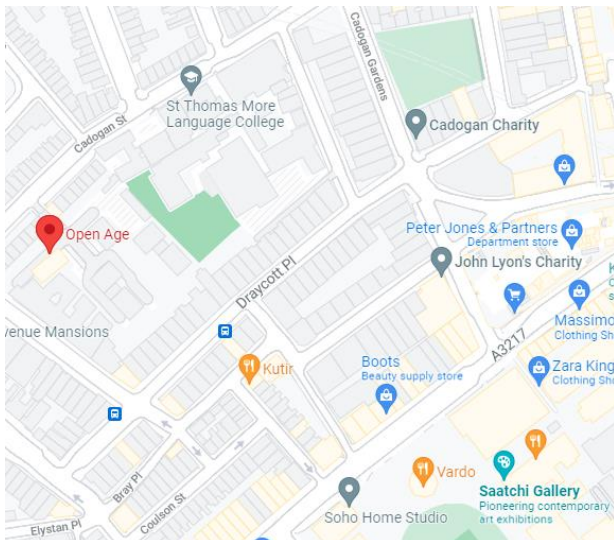 Cadogan Gardens
St Thomas More
Language College
Cadogan St
Cadogan Charity
Open Age
Peter Jones & Partners
Department store
John Lyon's Charity
Draycott Pl
venue Mansions
Massimo
Clothing Sh
A3217
Boots
Beauty supply store
Kutir
Zara King
Clothing Sho
Bray Pl
Vardo
Saatchi Gallery
Pioneering contemporary
art exhibitions
Coulson St
Soho Home Studio
Elystan Pl